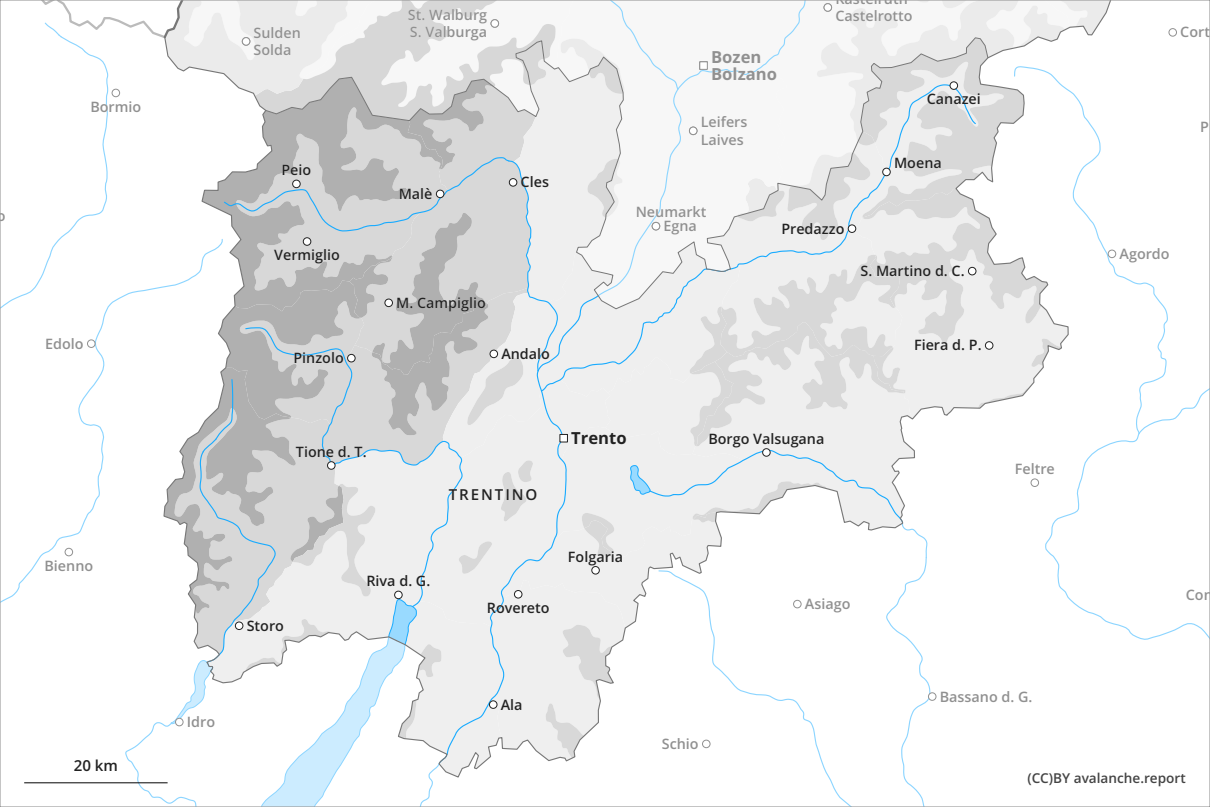 Kastelruth
Castelrotto
St. Walburg
S. Valburga
Sulden
Solda
Cort
Bozen
Bolzano
Bormio
Canazei
Leifers
Laives
P
Moena
Peio
Malè
Cles
Neumarkt
Egna
Predazzo
Vermiglio
Agordo
S. Martino d. C.
M. Campiglio
Edolo
Pinzolo
Andalo
Fiera d. P.
Trento
Borgo Valsugana
Tione d. T.
Feltre
TRENTINO
Folgaria
Bienno
Riva d. G.
Cor
Rovereto
Asiago
Storo
Bassano d. G.
Ala
Idro
Schio
20 km
(CC)BY avalanche.report